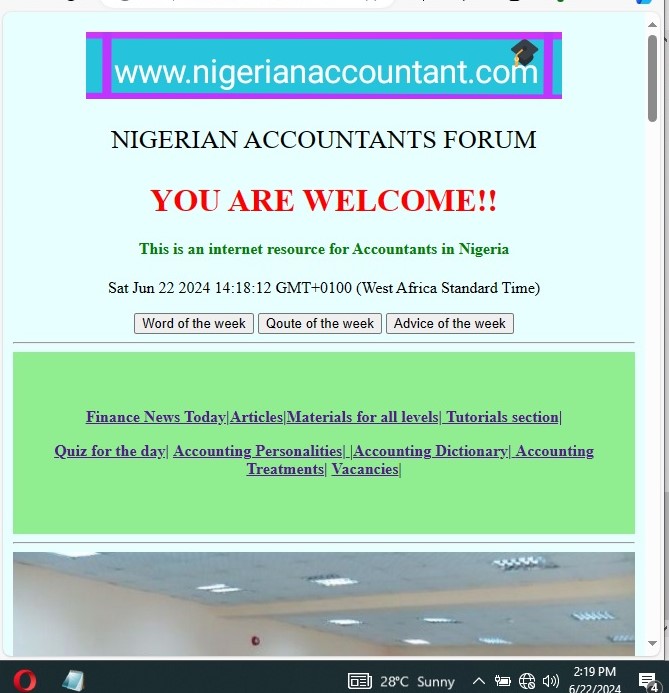 www.nigerianaccountant.com
NIGERIAN ACCOUNTANTS FORUM
YOU ARE WELCOME!!
This is an internet resource for Accountants in Nigeria
Sat Jun 22 2024 14:18:12 GMT+0100 (West Africa Standard Time)
Word of the week Qoute of the week Advice of the week
Finance News Today|Articles|Materials for all levels| Tutorials section|
Quiz for the day| Accounting Personalities| |Accounting Dictionary| Accounting
Treatments| Vacancies|
28°C Sunny
2:19 PM
6/22/2024
4